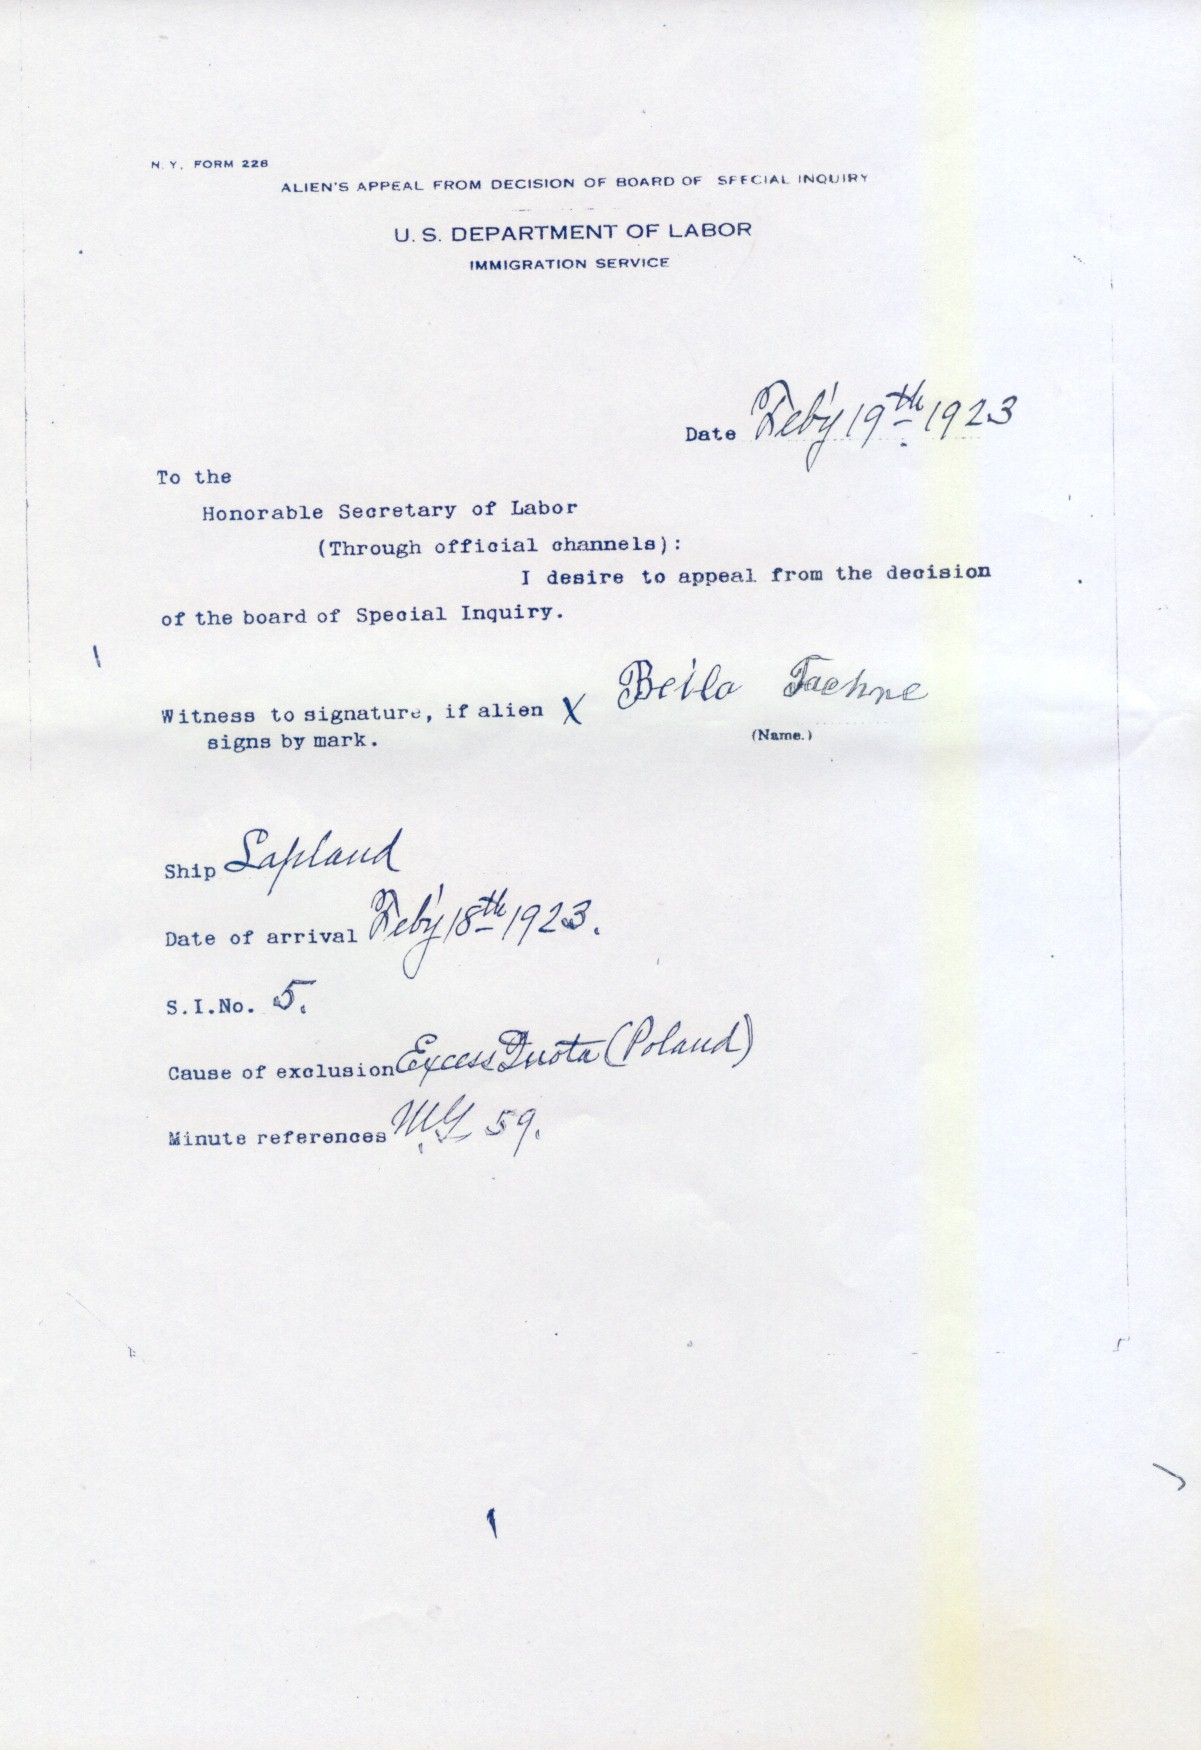 N. Y. FORM 228
ALIEN'S APPEAL FROM DECISION OF BOARD OF SPECIAL INQUIRY
U. S. DEPARTMENT OF LABOR
IMMIGRATION SERVICE
Date Feb'y 19th 1923
To the
Honorable Secretary of Labor
(Through official channels):
I desire to appeal from the decision
of the board of Special Inquiry.
Witness to signature, if alien X Beila
signs by mark.
(Name.)
Ship Lapland
Date of arrival Feb'y 18th 1923.
S.I.No. 5.
Cause of exclusion Excess Quota (Poland)
Minute references 59.